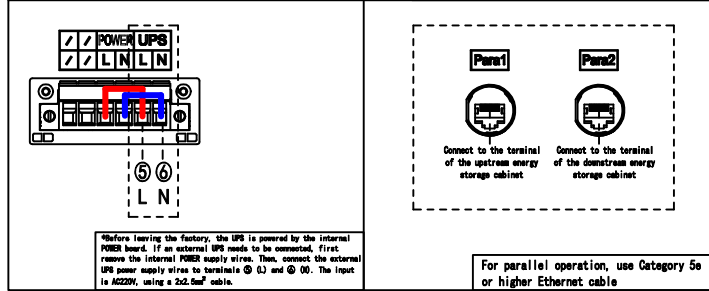 / / POWER UPS
/ / L N L N
⑤ ⑥
L N
*Before leaving the factory, the UPS is powered by the internal
POWER board. If an external UPS needs to be connected, first
remove the internal POWER supply wires. Then, connect the external
UPS power supply wires to terminals ⑤ (L) and ⑥ (N). The input
is AC220V, using a 2x2.5mm² cable.
Para1
Para2
Connect to the terminal
of the upstream energy
storage cabinet
Connect to the terminal
of the downstream energy
storage cabinet
For parallel operation, use Category 5e
or higher Ethernet cable